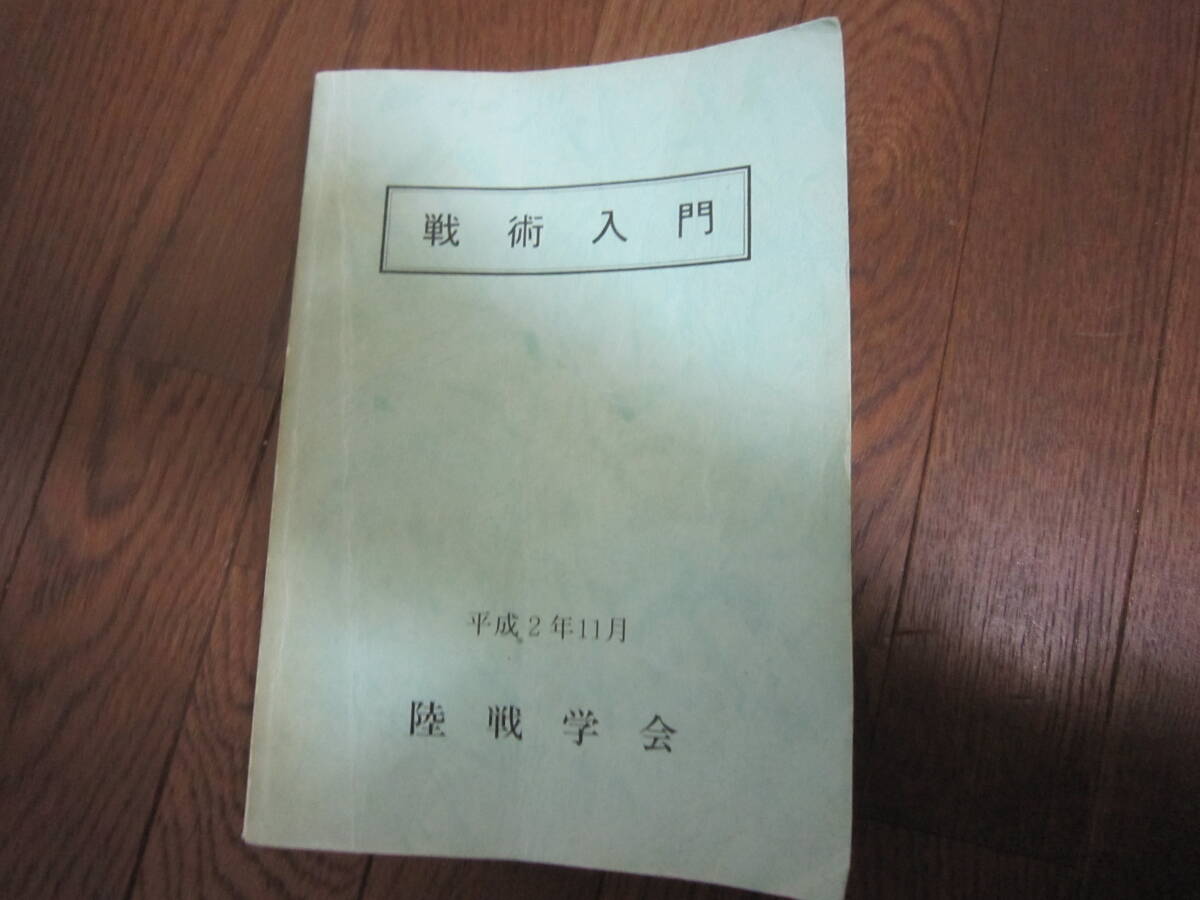 戦術入門
平成2年11月
陸戦学会